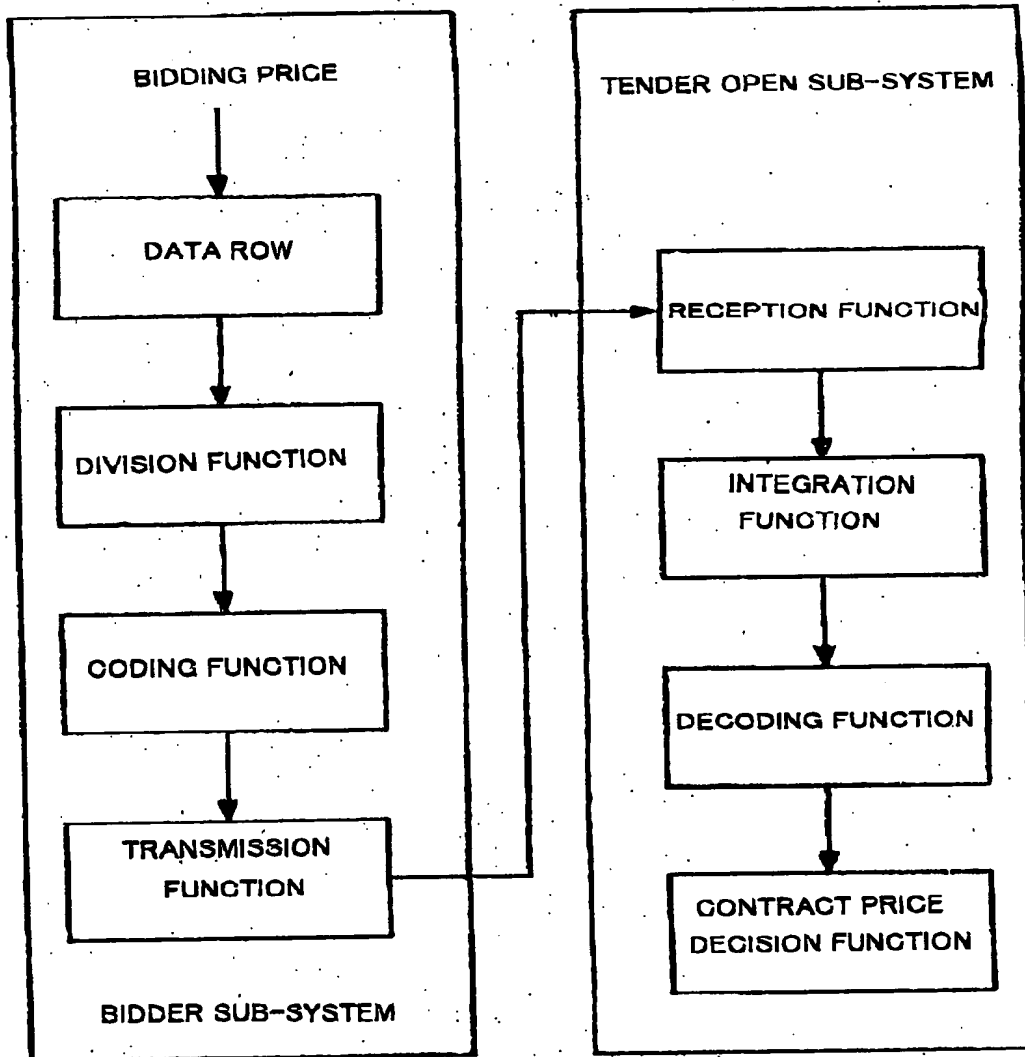 BIDDING PRICE
DATA ROW
DIVISION FUNCTION
CODING FUNCTION
TRANSMISSION
FUNCTION
BIDDER SUB-SYSTEM
TENDER OPEN SUB-SYSTEM
RECEPTION FUNCTION
INTEGRATION
FUNCTION
DECODING FUNCTION
CONTRACT PRICE
DECISION FUNCTION